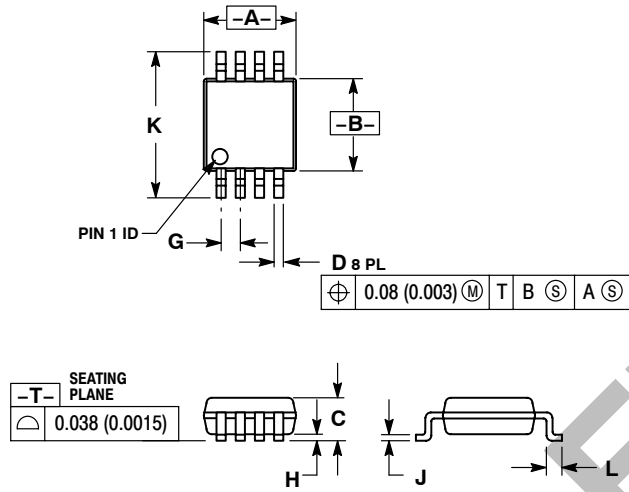 –A–
K
–B–
PIN 1 ID
G
D 8 PL
⌖ 0.08 (0.003) Ⓜ T B Ⓢ A Ⓢ
–T– SEATING
PLANE
⌓ 0.038 (0.0015)
C
H
J
L